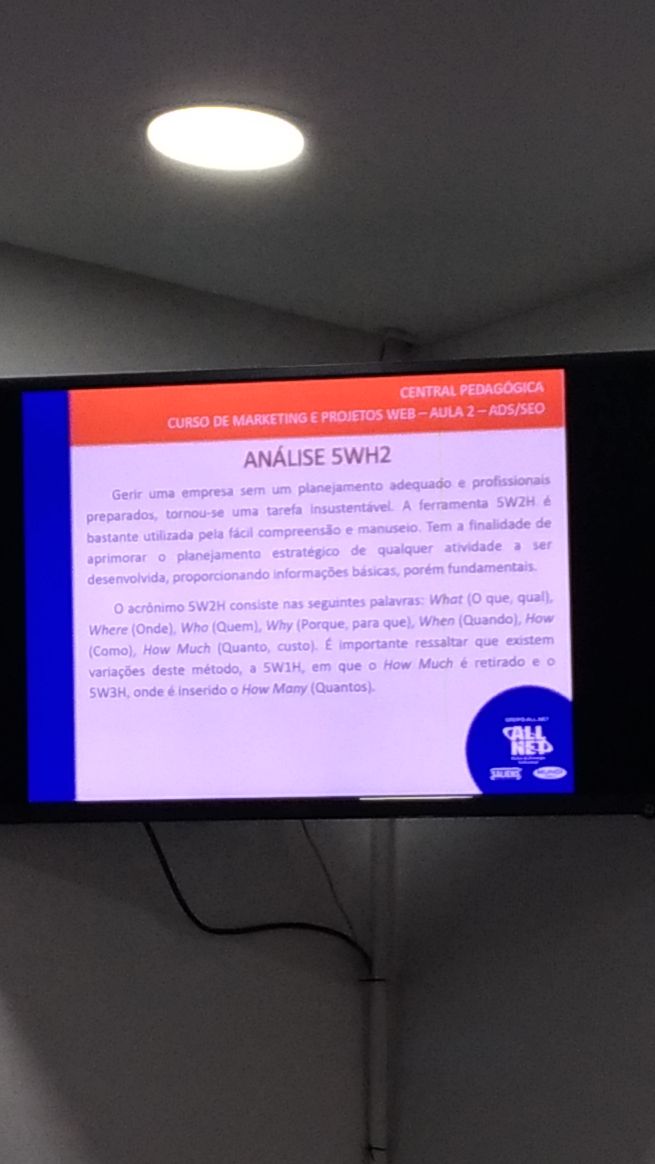 CENTRAL PEDAGÓGICA
CURSO DE MARKETING E PROJETOS WEB – AULA 2 – ADS/SEO
ANÁLISE 5WH2
Gerir uma empresa sem um planejamento adequado e profissionais
preparados, tornou-se uma tarefa insustentável. A ferramenta 5W2H é
bastante utilizada pela fácil compreensão e manuseio. Tem a finalidade de
aprimorar o planejamento estratégico de qualquer atividade a ser
desenvolvida, proporcionando informações básicas, porém fundamentais.
O acrônimo 5W2H consiste nas seguintes palavras: What (O que, qual),
Where (Onde), Who (Quem), Why (Porque, para que), When (Quando), How
(Como), How Much (Quanto, custo). É importante ressaltar que existem
variações deste método, a 5W1H, em que o How Much é retirado e o
5W3H, onde é inserido o How Many (Quantos).
GRUPO ALL NET
ALL
NET